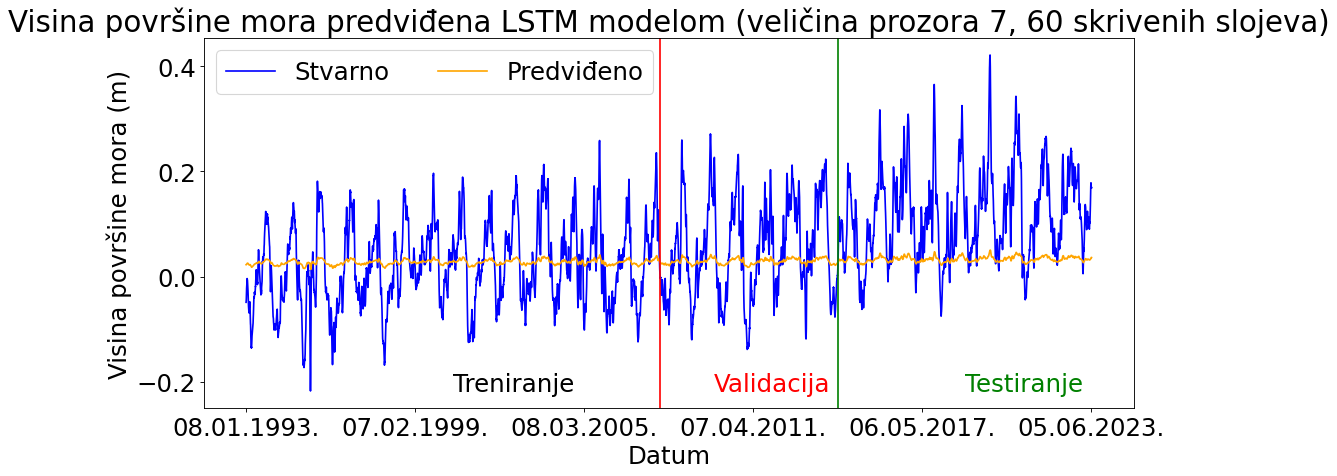 Visina površine mora predviđena LSTM modelom (veličina prozora 7, 60 skrivenih slojeva)
Stvarno Predviđeno
Visina površine mora (m)
0.4
0.2
0.0
−0.2
Treniranje Validacija Testiranje
08.01.1993. 07.02.1999. 08.03.2005. 07.04.2011. 06.05.2017. 05.06.2023.
Datum